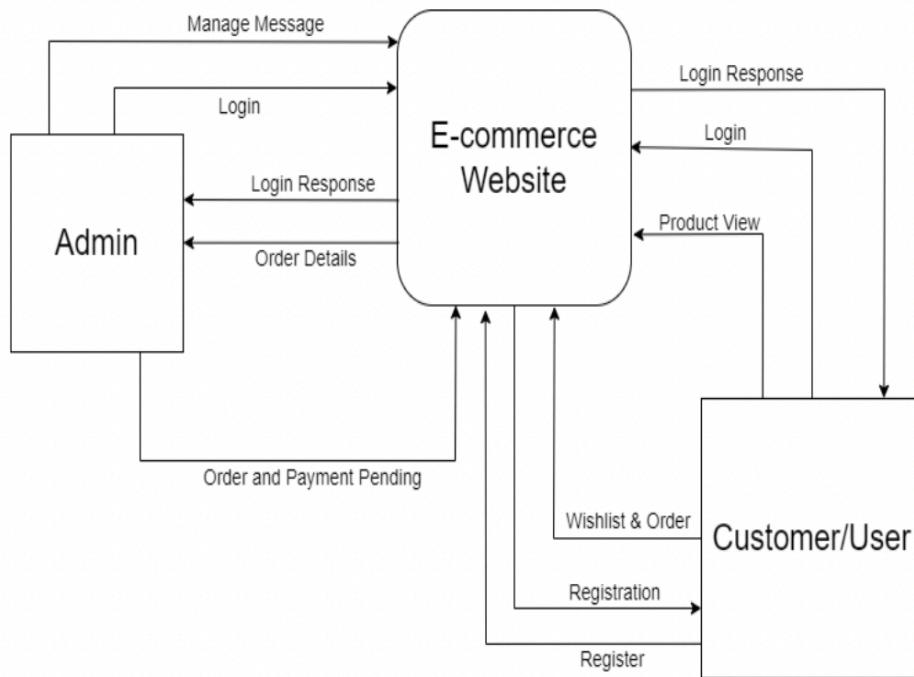 Manage Message
Login Response
Login
E-commerce
Website
Login
Login Response
Product View
Admin
Order Details
Order and Payment Pending
Wishlist & Order
Customer/User
Registration
Register